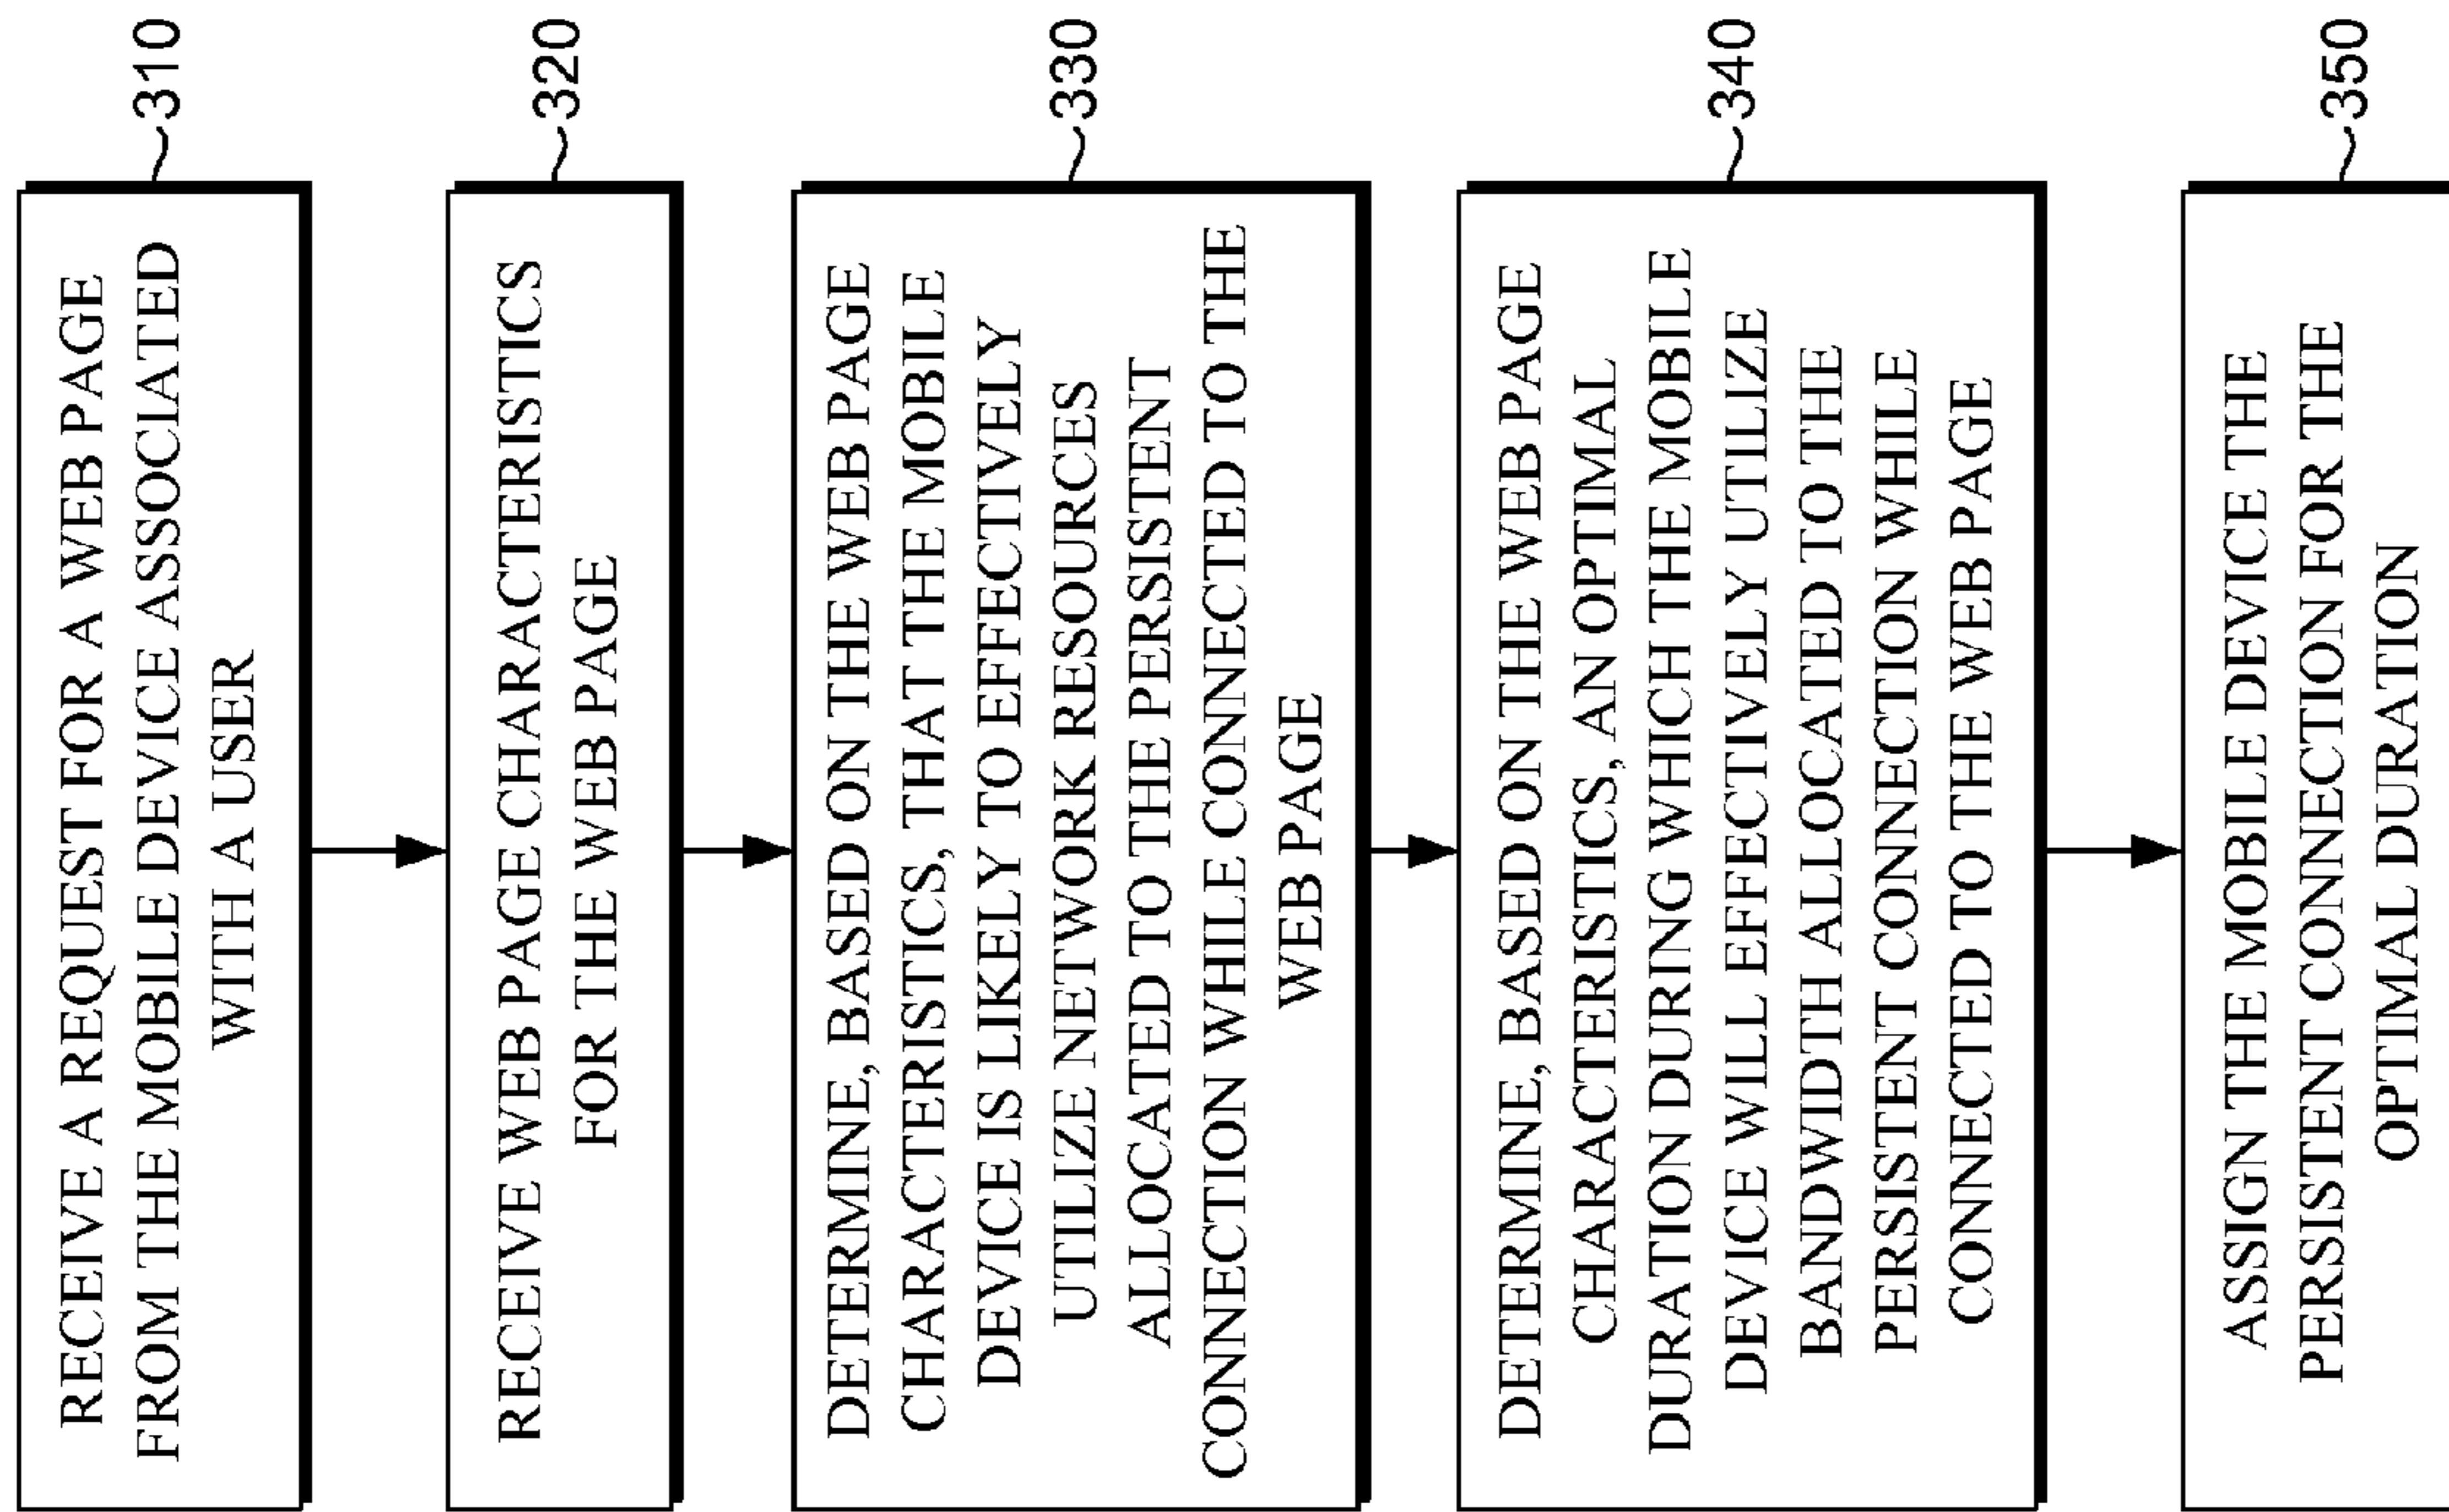 RECEIVE A REQUEST FOR A WEB PAGE
FROM THE MOBILE DEVICE ASSOCIATED
WITH A USER
310
RECEIVE WEB PAGE CHARACTERISTICS
FOR THE WEB PAGE
320
DETERMINE, BASED ON THE WEB PAGE
CHARACTERISTICS, THAT THE MOBILE
DEVICE IS LIKELY TO EFFECTIVELY
UTILIZE NETWORK RESOURCES
ALLOCATED TO THE PERSISTENT
CONNECTION WHILE CONNECTED TO THE
WEB PAGE
330
DETERMINE, BASED ON THE WEB PAGE
CHARACTERISTICS, AN OPTIMAL
DURATION DURING WHICH THE MOBILE
DEVICE WILL EFFECTIVELY UTILIZE
BANDWIDTH ALLOCATED TO THE
PERSISTENT CONNECTION WHILE
CONNECTED TO THE WEB PAGE
340
ASSIGN THE MOBILE DEVICE THE
PERSISTENT CONNECTION FOR THE
OPTIMAL DURATION
350